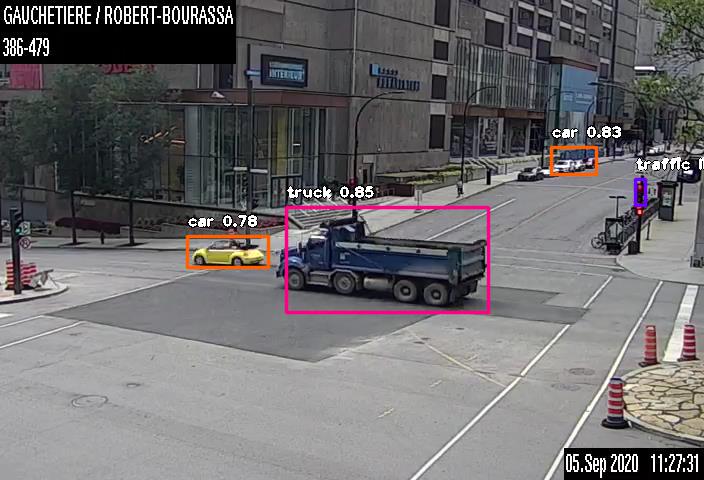 GAUCHETIERE / ROBERT-BOURASSA
386-479
car 0.83
traffic l
truck 0.85
car 0.78
05.Sep 2020 11:27:31